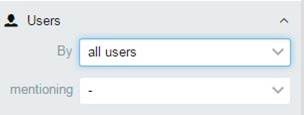 Users
By all users
mentioning -